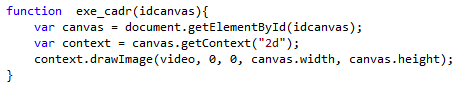 function  exe_cadr(idcanvas){
    var canvas = document.getElementById(idcanvas);
    var context = canvas.getContext("2d");
    context.drawImage(video, 0, 0, canvas.width, canvas.height);
}